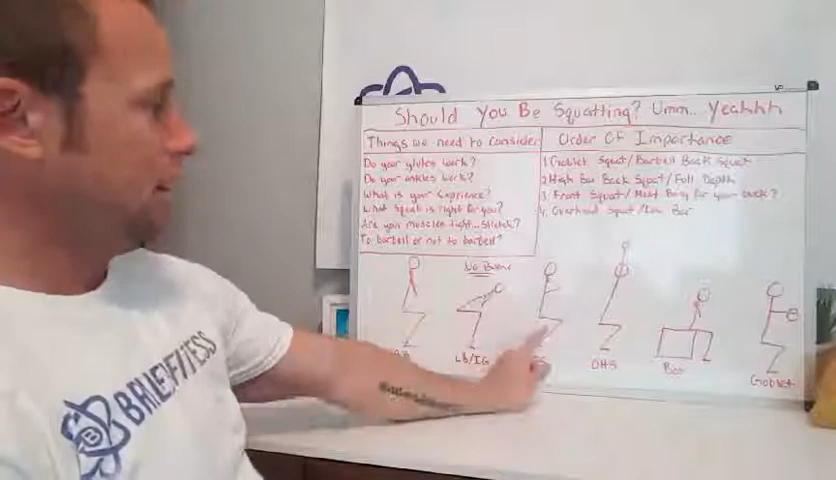 Should You Be Squatting? Umm.. Yeahhh
Things we need to consider
Order Of Importance
Do your glutes work?
Do your ankles work?
What is your Experience?
What Squat is right for you?
Are your muscles tight...Stretch?
To barbell or not to barbell?
1. Goblet Squat/Barbell Back Squat
2. High Bar Back Squat/Full Depth
3. Front Squat/Most Bang for your buck?
4. Overhead Squat/Low Bar
No Bueno
LB/IG
OHS
Box
Goblet
BRIEFITNESS